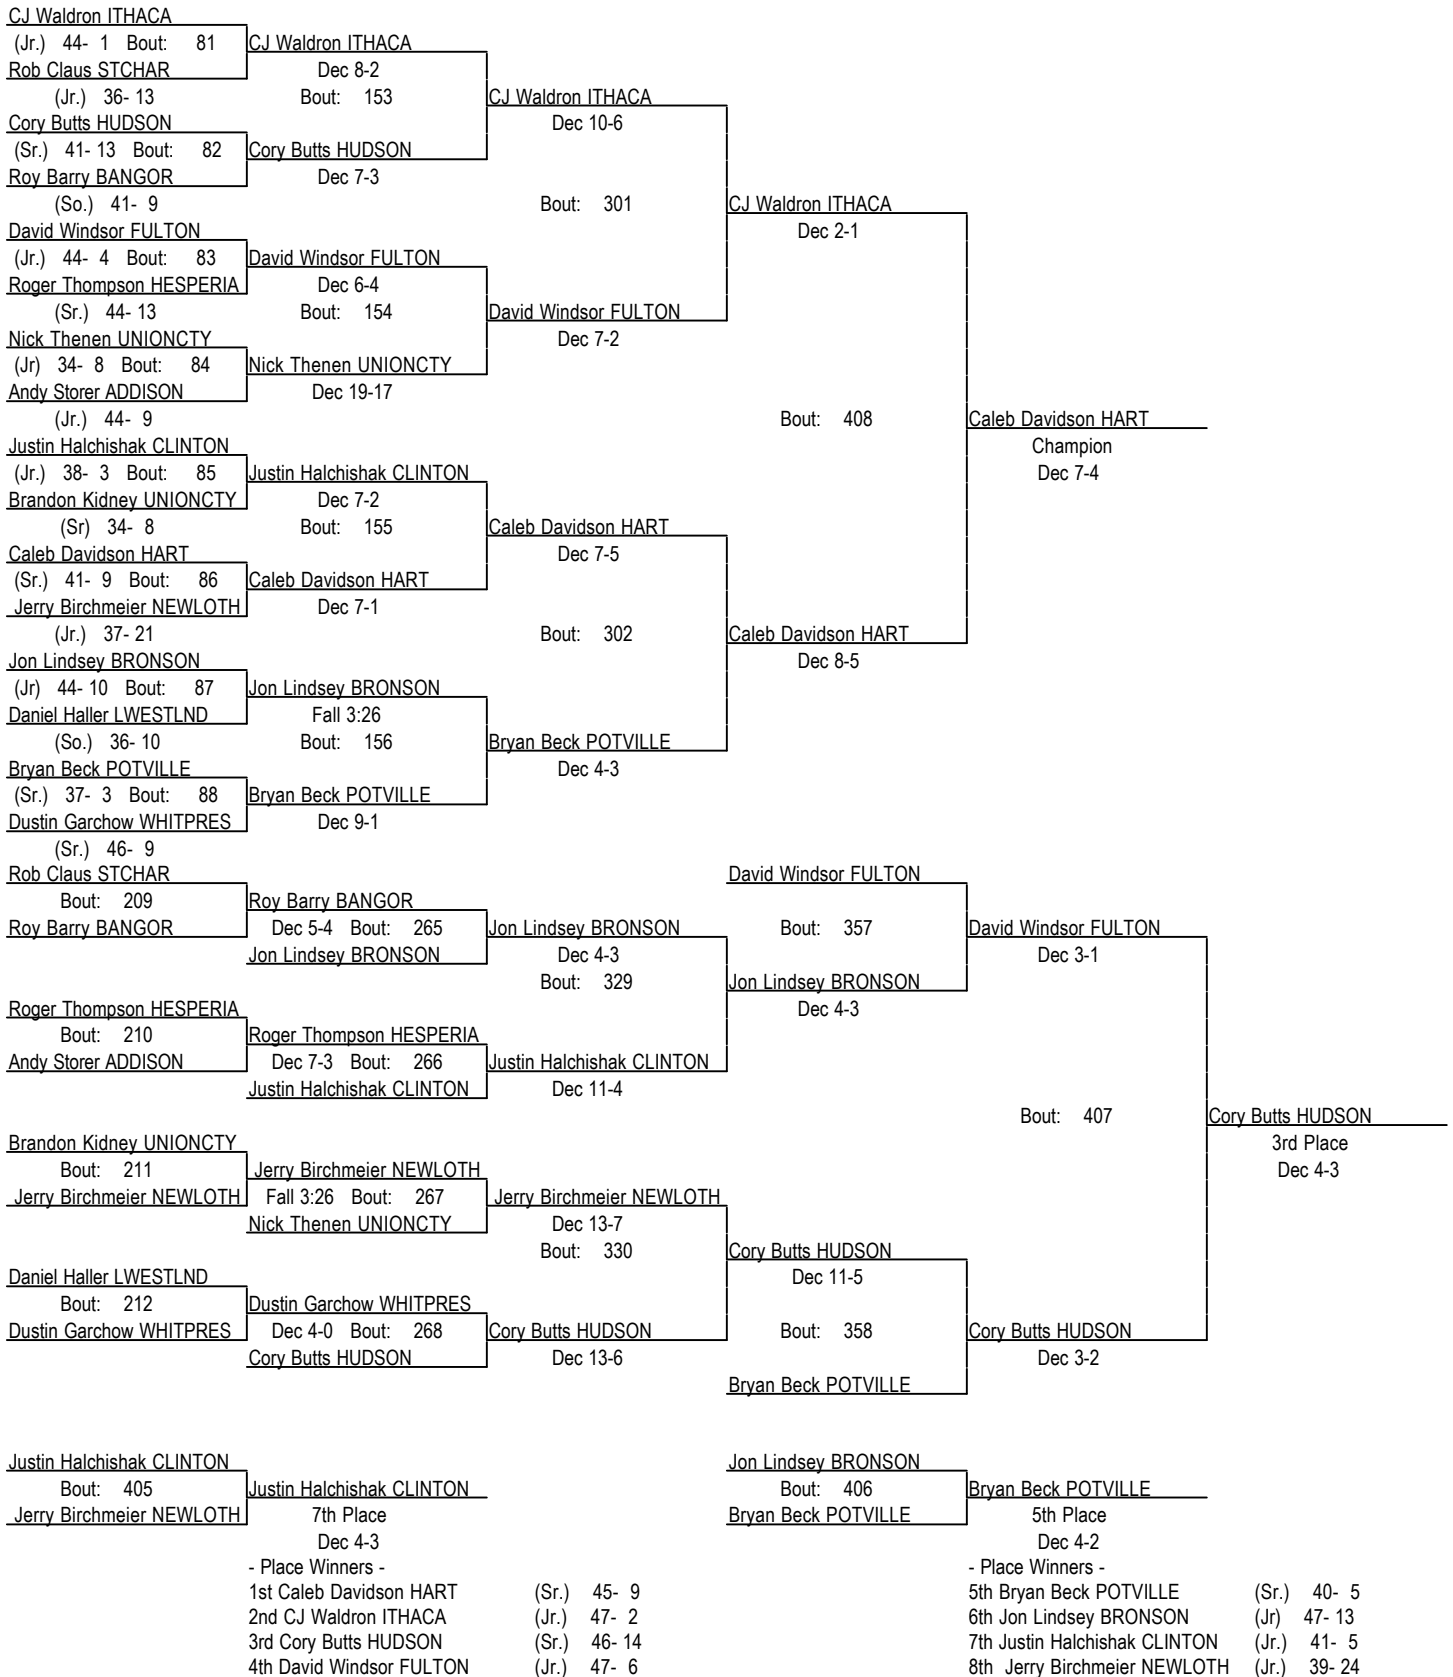 CJ Waldron ITHACA
(Jr.) 44- 1 Bout: 81 CJ Waldron ITHACA
Rob Claus STCHAR Dec 8-2
(Jr.) 36- 13 Bout: 153 CJ Waldron ITHACA
Cory Butts HUDSON Dec 10-6
(Sr.) 41- 13 Bout: 82 Cory Butts HUDSON
Roy Barry BANGOR Dec 7-3
(So.) 41- 9 Bout: 301 CJ Waldron ITHACA
David Windsor FULTON Dec 2-1
(Jr.) 44- 4 Bout: 83 David Windsor FULTON
Roger Thompson HESPERIA Dec 6-4
(Sr.) 44- 13 Bout: 154 David Windsor FULTON
Nick Thenen UNIONCTY Dec 7-2
(Jr) 34- 8 Bout: 84 Nick Thenen UNIONCTY
Andy Storer ADDISON Dec 19-17
(Jr.) 44- 9 Bout: 408 Caleb Davidson HART
Justin Halchishak CLINTON Champion
(Jr.) 38- 3 Bout: 85 Justin Halchishak CLINTON Dec 7-4
Brandon Kidney UNIONCTY Dec 7-2
(Sr) 34- 8 Bout: 155 Caleb Davidson HART
Caleb Davidson HART Dec 7-5
(Sr.) 41- 9 Bout: 86 Caleb Davidson HART
Jerry Birchmeier NEWLOTH Dec 7-1
(Jr.) 37- 21 Bout: 302 Caleb Davidson HART
Jon Lindsey BRONSON Dec 8-5
(Jr) 44- 10 Bout: 87 Jon Lindsey BRONSON
Daniel Haller LWESTLND Fall 3:26
(So.) 36- 10 Bout: 156 Bryan Beck POTVILLE
Bryan Beck POTVILLE Dec 4-3
(Sr.) 37- 3 Bout: 88 Bryan Beck POTVILLE
Dustin Garchow WHITPRES Dec 9-1
(Sr.) 46- 9
Rob Claus STCHAR David Windsor FULTON
Bout: 209 Roy Barry BANGOR
Roy Barry BANGOR Dec 5-4 Bout: 265 Jon Lindsey BRONSON Bout: 357 David Windsor FULTON
Jon Lindsey BRONSON Dec 4-3 Dec 3-1
Bout: 329 Jon Lindsey BRONSON
Roger Thompson HESPERIA Dec 4-3
Bout: 210 Roger Thompson HESPERIA
Andy Storer ADDISON Dec 7-3 Bout: 266 Justin Halchishak CLINTON
Justin Halchishak CLINTON Dec 11-4
Bout: 407 Cory Butts HUDSON
Brandon Kidney UNIONCTY 3rd Place
Bout: 211 Jerry Birchmeier NEWLOTH Dec 4-3
Jerry Birchmeier NEWLOTH Fall 3:26 Bout: 267 Jerry Birchmeier NEWLOTH
Nick Thenen UNIONCTY Dec 13-7
Bout: 330 Cory Butts HUDSON
Daniel Haller LWESTLND Dec 11-5
Bout: 212 Dustin Garchow WHITPRES
Dustin Garchow WHITPRES Dec 4-0 Bout: 268 Cory Butts HUDSON Bout: 358 Cory Butts HUDSON
Cory Butts HUDSON Dec 13-6 Dec 3-2
Bryan Beck POTVILLE
Justin Halchishak CLINTON Jon Lindsey BRONSON
Bout: 405 Justin Halchishak CLINTON Bout: 406 Bryan Beck POTVILLE
Jerry Birchmeier NEWLOTH 7th Place Bryan Beck POTVILLE 5th Place
Dec 4-3 Dec 4-2
- Place Winners - - Place Winners -
1st Caleb Davidson HART (Sr.) 45- 9 5th Bryan Beck POTVILLE (Sr.) 40- 5
2nd CJ Waldron ITHACA (Jr.) 47- 2 6th Jon Lindsey BRONSON (Jr) 47- 13
3rd Cory Butts HUDSON (Sr.) 46- 14 7th Justin Halchishak CLINTON (Jr.) 41- 5
4th David Windsor FULTON (Jr.) 47- 6 8th Jerry Birchmeier NEWLOTH (Jr.) 39- 24